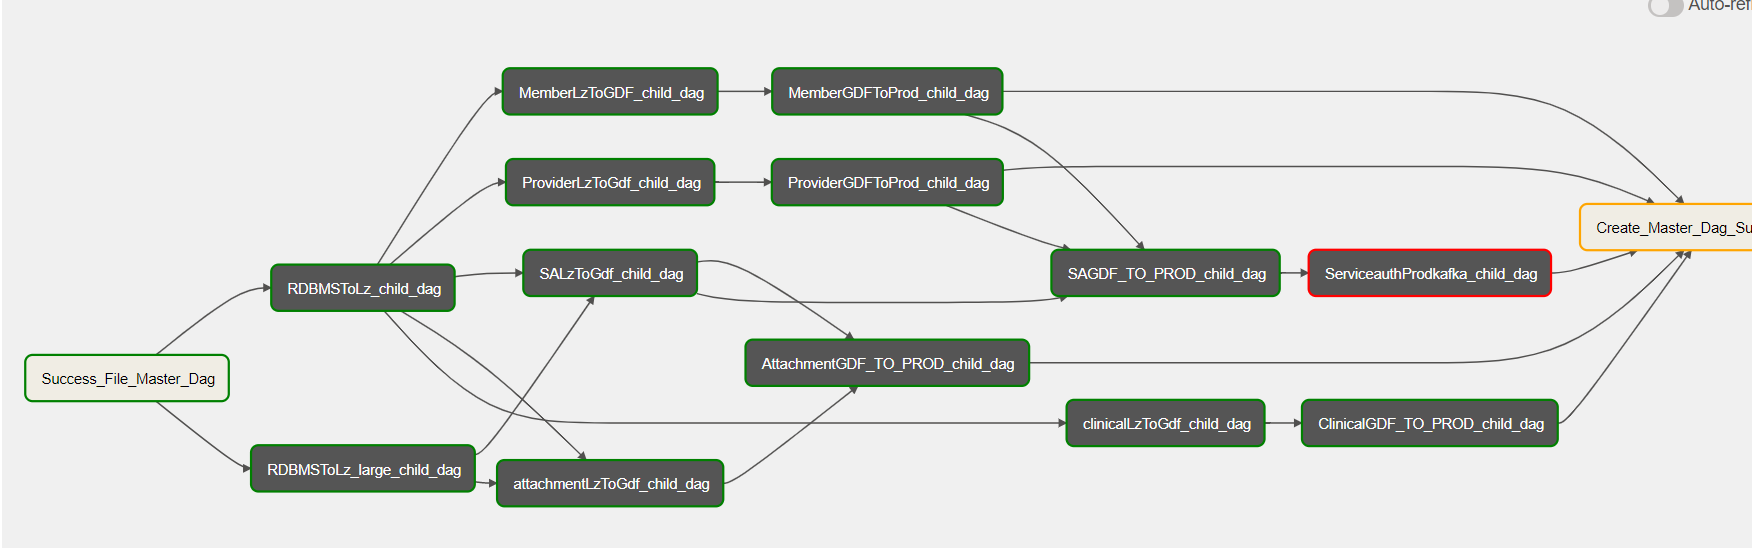 Auto-ref
MemberLzToGDF_child_dag
MemberGDFToProd_child_dag
ProviderLzToGdf_child_dag
ProviderGDFToProd_child_dag
Create_Master_Dag_Su
SALzToGdf_child_dag
SAGDF_TO_PROD_child_dag
ServiceauthProdkafka_child_dag
RDBMSToLz_child_dag
AttachmentGDF_TO_PROD_child_dag
Success_File_Master_Dag
clinicalLzToGdf_child_dag
ClinicalGDF_TO_PROD_child_dag
RDBMSToLz_large_child_dag
attachmentLzToGdf_child_dag